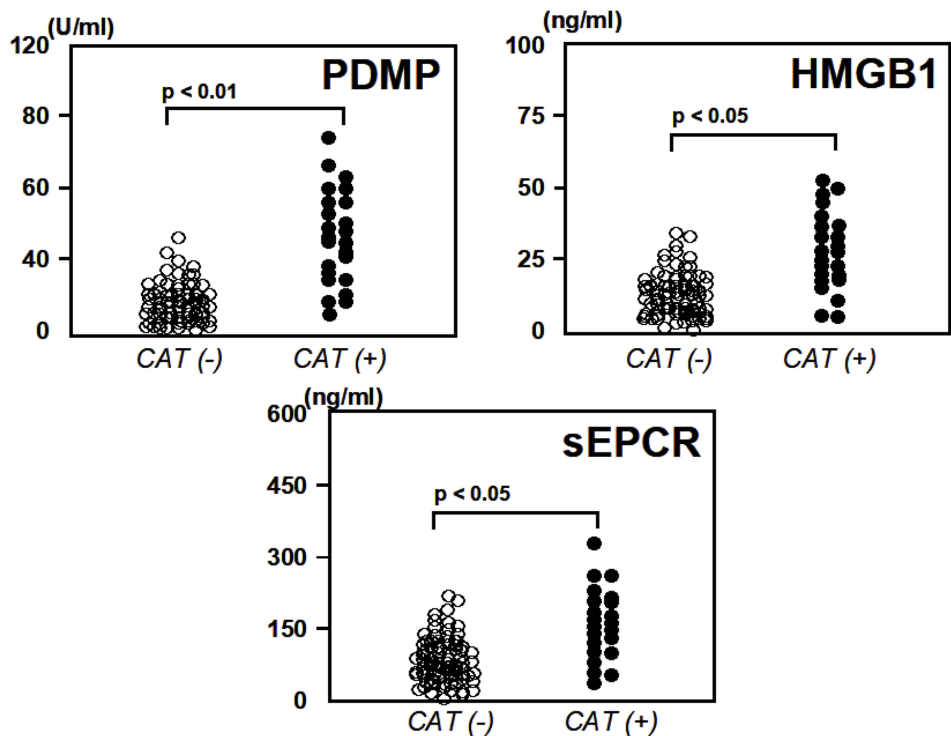 (U/ml)
120
80
60
40
20
0
PDMP
p < 0.01
CAT (-)
CAT (+)
(ng/ml)
100
75
50
25
0
HMGB1
p < 0.05
CAT (-)
CAT (+)
(ng/ml)
600
450
300
150
0
sEPCR
p < 0.05
CAT (-)
CAT (+)